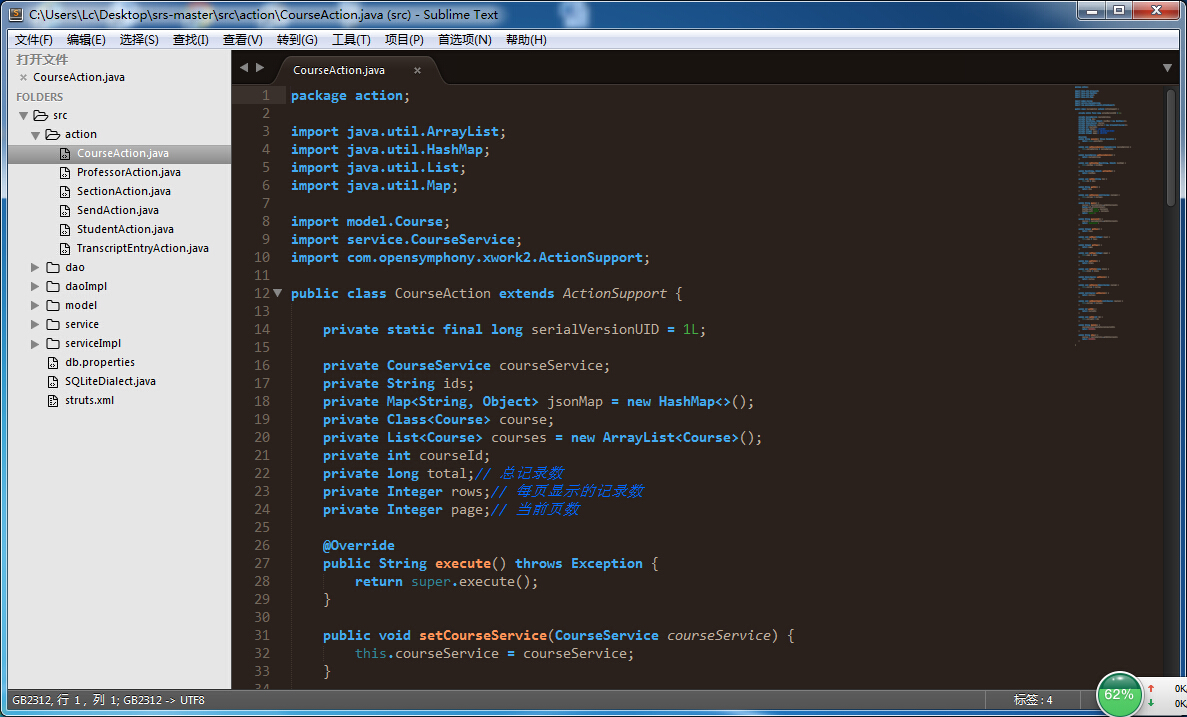 C:\Users\Lc\Desktop\srs-master\src\action\CourseAction.java (src) - Sublime Text
文件(F) 编辑(E) 选择(S) 查找(I) 查看(V) 转到(G) 工具(T) 项目(P) 首选项(N) 帮助(H)
打开文件
CourseAction.java
FOLDERS
src
action
CourseAction.java
ProfessorAction.java
SectionAction.java
SendAction.java
StudentAction.java
TranscriptEntryAction.java
dao
daoImpl
model
service
serviceImpl
db.properties
SQLiteDialect.java
struts.xml
CourseAction.java
1 package action;
2
3 import java.util.ArrayList;
4 import java.util.HashMap;
5 import java.util.List;
6 import java.util.Map;
7
8 import model.Course;
9 import service.CourseService;
10 import com.opensymphony.xwork2.ActionSupport;
11
12 public class CourseAction extends ActionSupport {
13
14 private static final long serialVersionUID = 1L;
15
16 private CourseService courseService;
17 private String ids;
18 private Map<String, Object> jsonMap = new HashMap<>();
19 private Class<Course> course;
20 private List<Course> courses = new ArrayList<Course>();
21 private int courseId;
22 private long total;// 总记录数
23 private Integer rows;// 每页显示的记录数
24 private Integer page;// 当前页数
25
26 @Override
27 public String execute() throws Exception {
28 return super.execute();
29 }
30
31 public void setCourseService(CourseService courseService) {
32 this.courseService = courseService;
33 }
34
GB2312, 行 1 , 列 1; GB2312 -> UTF8
标签 : 4
62%
0K/
0K/